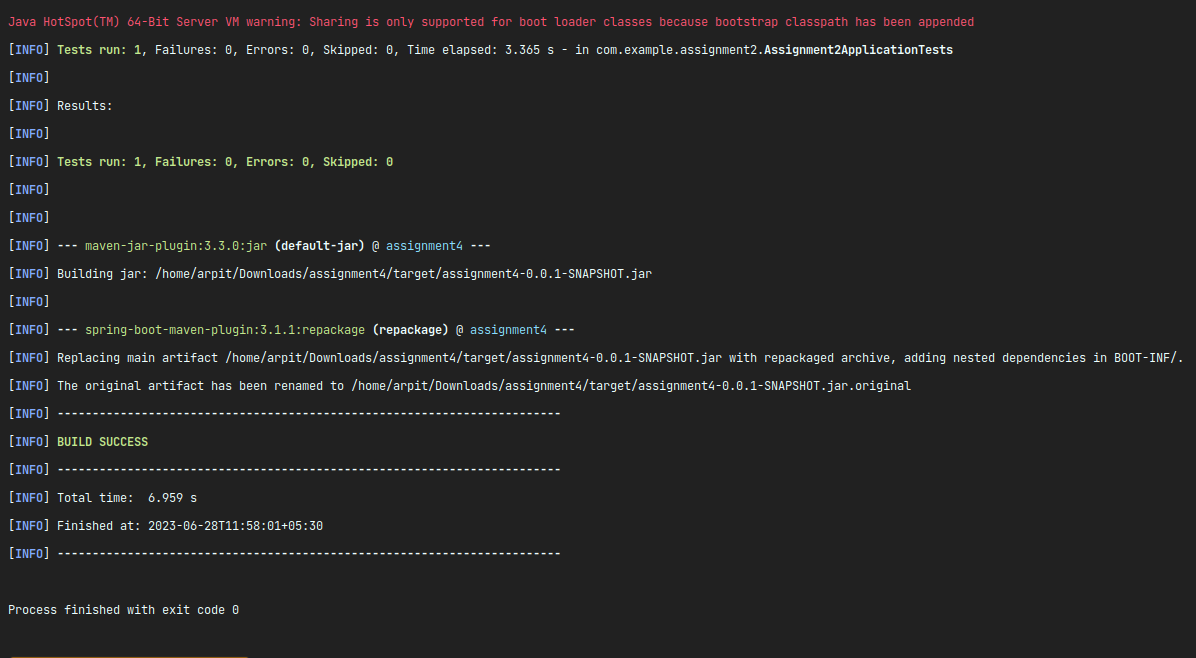 Java HotSpot(TM) 64-Bit Server VM warning: Sharing is only supported for boot loader classes because bootstrap classpath has been appended
[INFO] Tests run: 1, Failures: 0, Errors: 0, Skipped: 0, Time elapsed: 3.365 s - in com.example.assignment2.Assignment2ApplicationTests
[INFO]
[INFO] Results:
[INFO]
[INFO] Tests run: 1, Failures: 0, Errors: 0, Skipped: 0
[INFO]
[INFO]
[INFO] --- maven-jar-plugin:3.3.0:jar (default-jar) @ assignment4 ---
[INFO] Building jar: /home/arpit/Downloads/assignment4/target/assignment4-0.0.1-SNAPSHOT.jar
[INFO]
[INFO] --- spring-boot-maven-plugin:3.1.1:repackage (repackage) @ assignment4 ---
[INFO] Replacing main artifact /home/arpit/Downloads/assignment4/target/assignment4-0.0.1-SNAPSHOT.jar with repackaged archive, adding nested dependencies in BOOT-INF/.
[INFO] The original artifact has been renamed to /home/arpit/Downloads/assignment4/target/assignment4-0.0.1-SNAPSHOT.jar.original
[INFO] ------------------------------------------------------------------------
[INFO] BUILD SUCCESS
[INFO] ------------------------------------------------------------------------
[INFO] Total time:  6.959 s
[INFO] Finished at: 2023-06-28T11:58:01+05:30
[INFO] ------------------------------------------------------------------------
Process finished with exit code 0